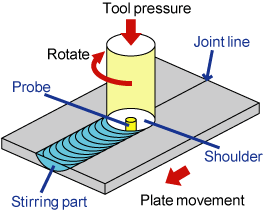 Tool pressure
Rotate
Joint line
Probe
Shoulder
Stirring part
Plate movement